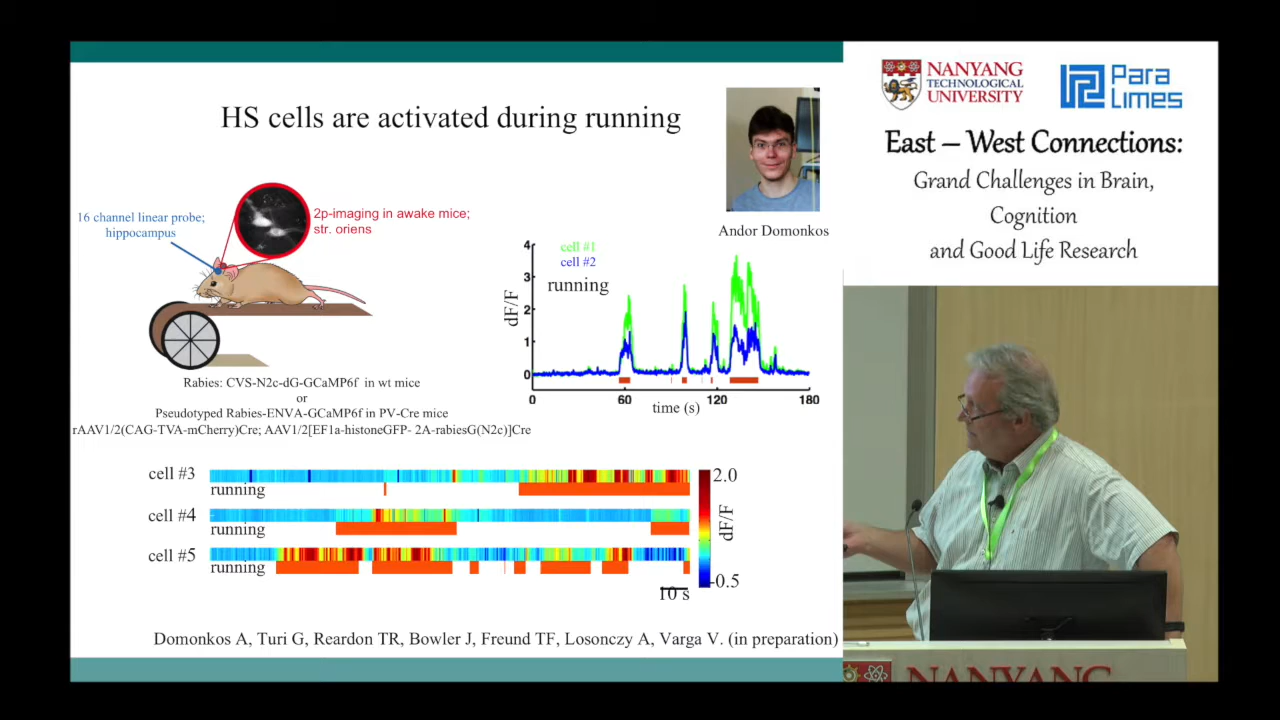 HS cells are activated during running
16 channel linear probe;
hippocampus
2p-imaging in awake mice;
str. oriens
Rabies: CVS-N2c-dG-GCaMP6f in wt mice
or
Pseudotyped Rabies-ENVA-GCaMP6f in PV-Cre mice
rAAV1/2(CAG-TVA-mCherry)Cre; AAV1/2[EF1a-histoneGFP- 2A-rabiesG(N2c)]Cre
Andor Domonkos
cell #1
cell #2
running
dF/F
4
3
2
1
0
0
60
120
180
time (s)
cell #3
running
cell #4
running
cell #5
running
2.0
dF/F
-0.5
10 s
Domonkos A, Turi G, Reardon TR, Bowler J, Freund TF, Losonczy A, Varga V. (in preparation)
NANYANG
TECHNOLOGICAL
UNIVERSITY
Para
Limes
East – West Connections:
Grand Challenges in Brain,
Cognition
and Good Life Research
NANYANG